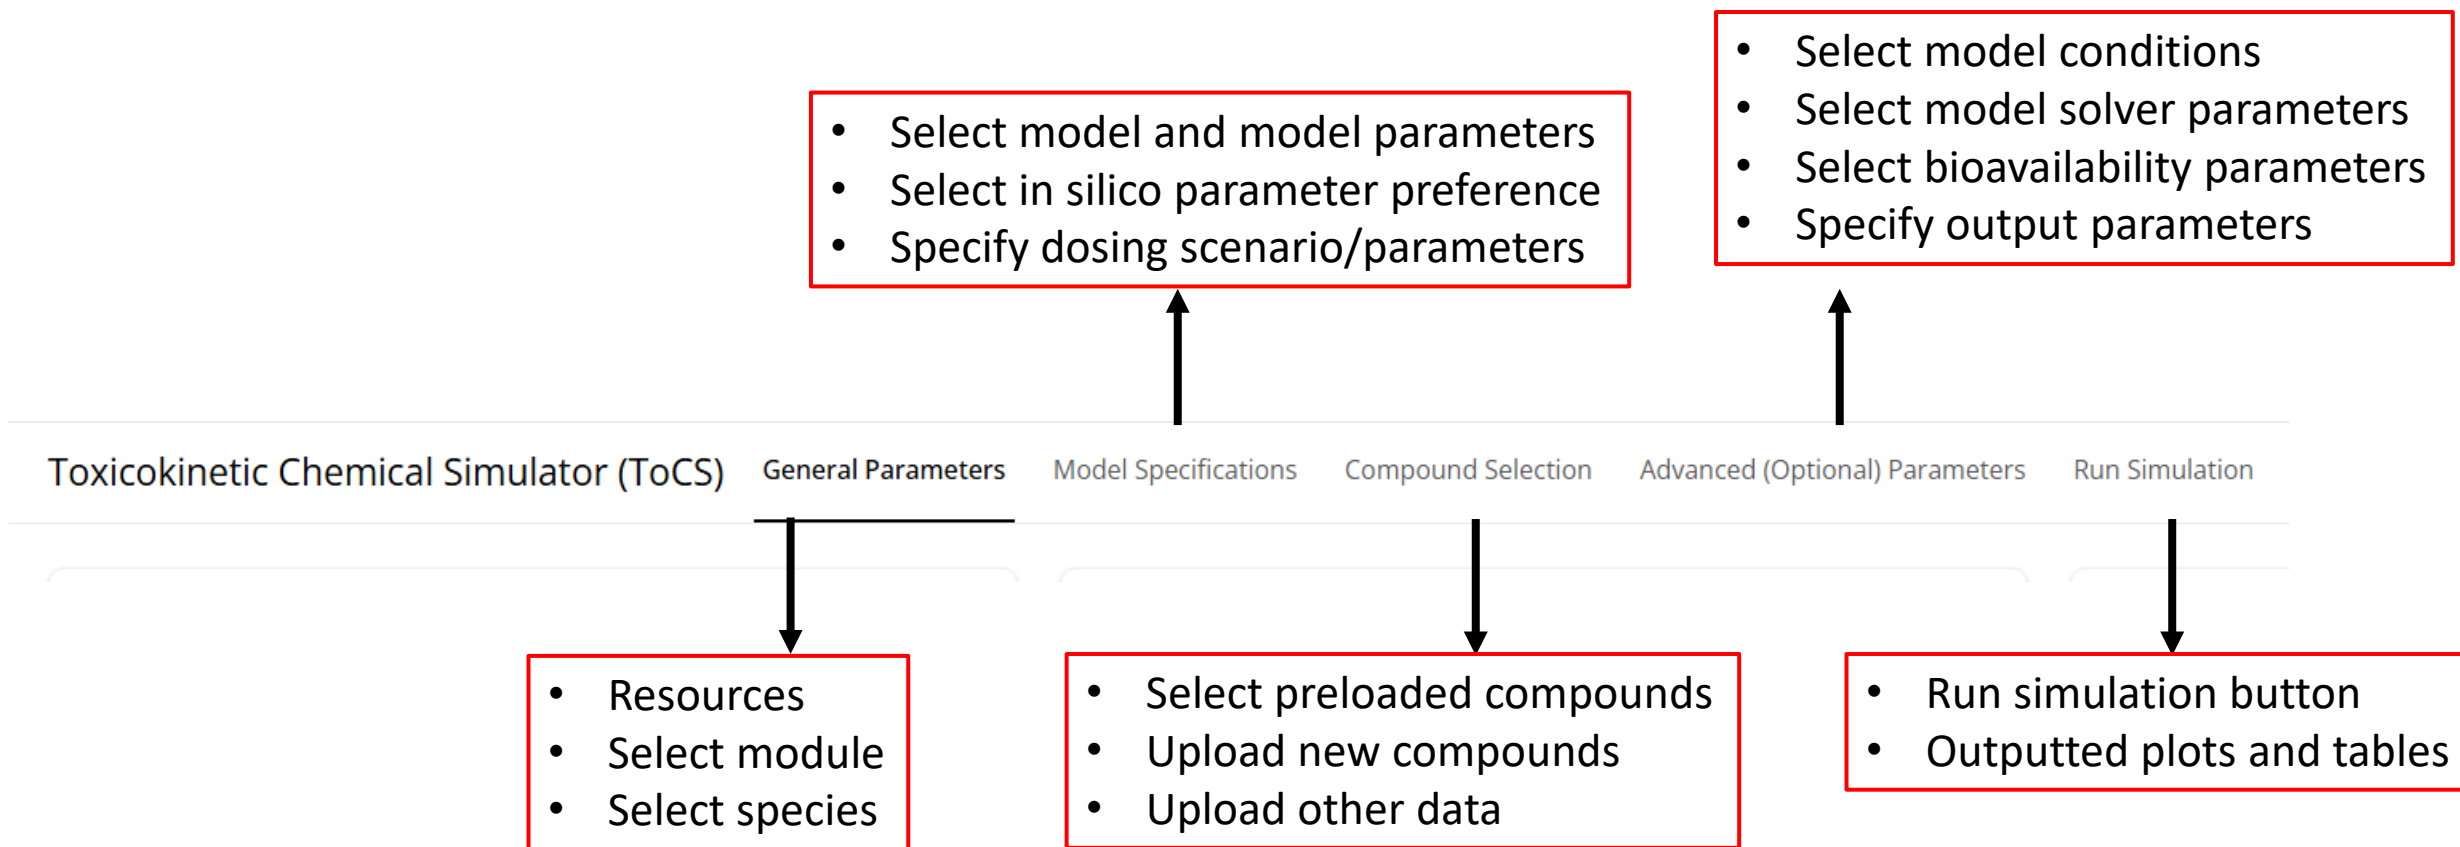 • Select model conditions
• Select model solver parameters
• Select bioavailability parameters
• Specify output parameters
• Select model and model parameters
• Select in silico parameter preference
• Specify dosing scenario/parameters
Toxicokinetic Chemical Simulator (ToCS) General Parameters Model Specifications Compound Selection Advanced (Optional) Parameters Run Simulation
• Resources
• Select module
• Select species
• Select preloaded compounds
• Upload new compounds
• Upload other data
• Run simulation button
• Outputted plots and tables